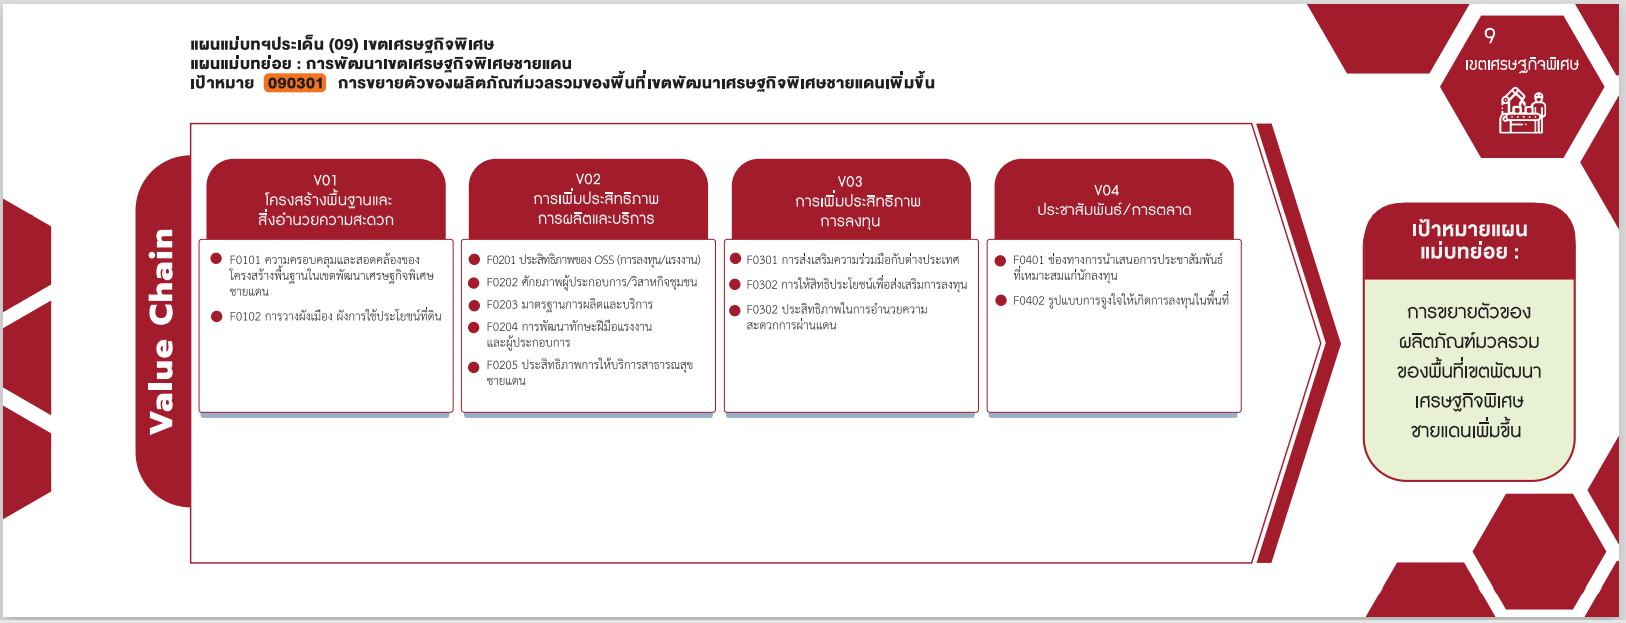 แผนแม่บทฯประเด็น (09) เขตเศรษฐกิจพิเศษ
แผนแม่บทย่อย : การพัฒนาเขตเศรษฐกิจพิเศษชายแดน
เป้าหมาย 090301 การขยายตัวของผลิตภัณฑ์มวลรวมของพื้นที่เขตพัฒนาเศรษฐกิจพิเศษชายแดนเพิ่มขึ้น
9
เขตเศรษฐกิจพิเศษ
Value Chain
V01
โครงสร้างพื้นฐานและ
สิ่งอำนวยความสะดวก
F0101 ความครอบคลุมและสอดคล้องของ
โครงสร้างพื้นฐานในเขตพัฒนาเศรษฐกิจพิเศษ
ชายแดน
F0102 การวางผังเมือง ผังการใช้ประโยชน์ที่ดิน
V02
การเพิ่มประสิทธิภาพ
การผลิตและบริการ
F0201 ประสิทธิภาพของ OSS (การลงทุน/แรงงาน)
F0202 ศักยภาพผู้ประกอบการ/วิสาหกิจชุมชน
F0203 มาตรฐานการผลิตและบริการ
F0204 การพัฒนาทักษะฝีมือแรงงาน
และผู้ประกอบการ
F0205 ประสิทธิภาพการให้บริการสาธารณสุข
ชายแดน
V03
การเพิ่มประสิทธิภาพ
การลงทุน
F0301 การส่งเสริมความร่วมมือกับต่างประเทศ
F0302 การให้สิทธิประโยชน์เพื่อส่งเสริมการลงทุน
F0302 ประสิทธิภาพในการอำนวยความ
สะดวกการผ่านแดน
V04
ประชาสัมพันธ์/การตลาด
F0401 ช่องทางการนำเสนอการประชาสัมพันธ์
ที่เหมาะสมแก่นักลงทุน
F0402 รูปแบบการจูงใจให้เกิดการลงทุนในพื้นที่
เป้าหมายแผน
แม่บทย่อย :
การขยายตัวของ
ผลิตภัณฑ์มวลรวม
ของพื้นที่เขตพัฒนา
เศรษฐกิจพิเศษ
ชายแดนเพิ่มขึ้น